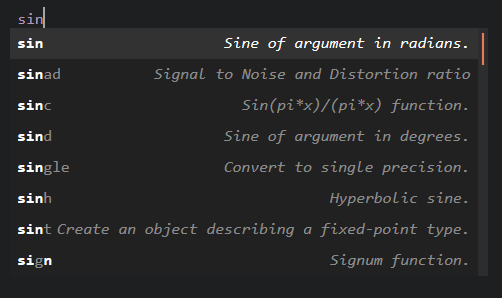 sin
sin Sine of argument in radians.
sinad Signal to Noise and Distortion ratio
sinc Sin(pi*x)/(pi*x) function.
sind Sine of argument in degrees.
single Convert to single precision.
sinh Hyperbolic sine.
sint Create an object describing a fixed-point type.
sign Signum function.